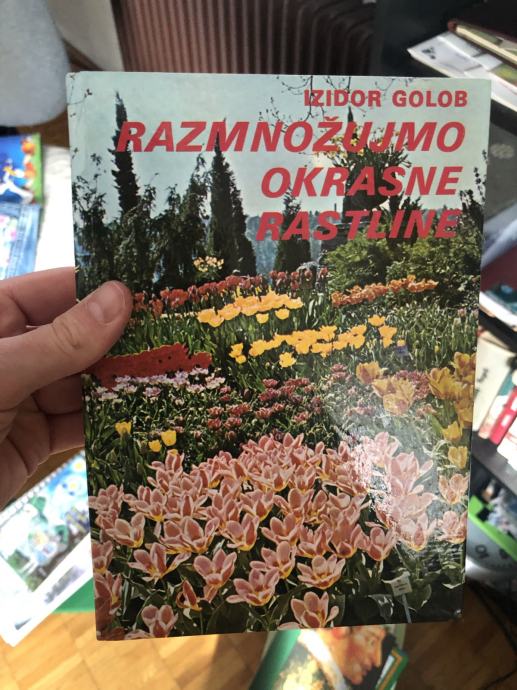 IZIDOR GOLOB
RAZMNOŽUJMO
OKRASNE
RASTLINE